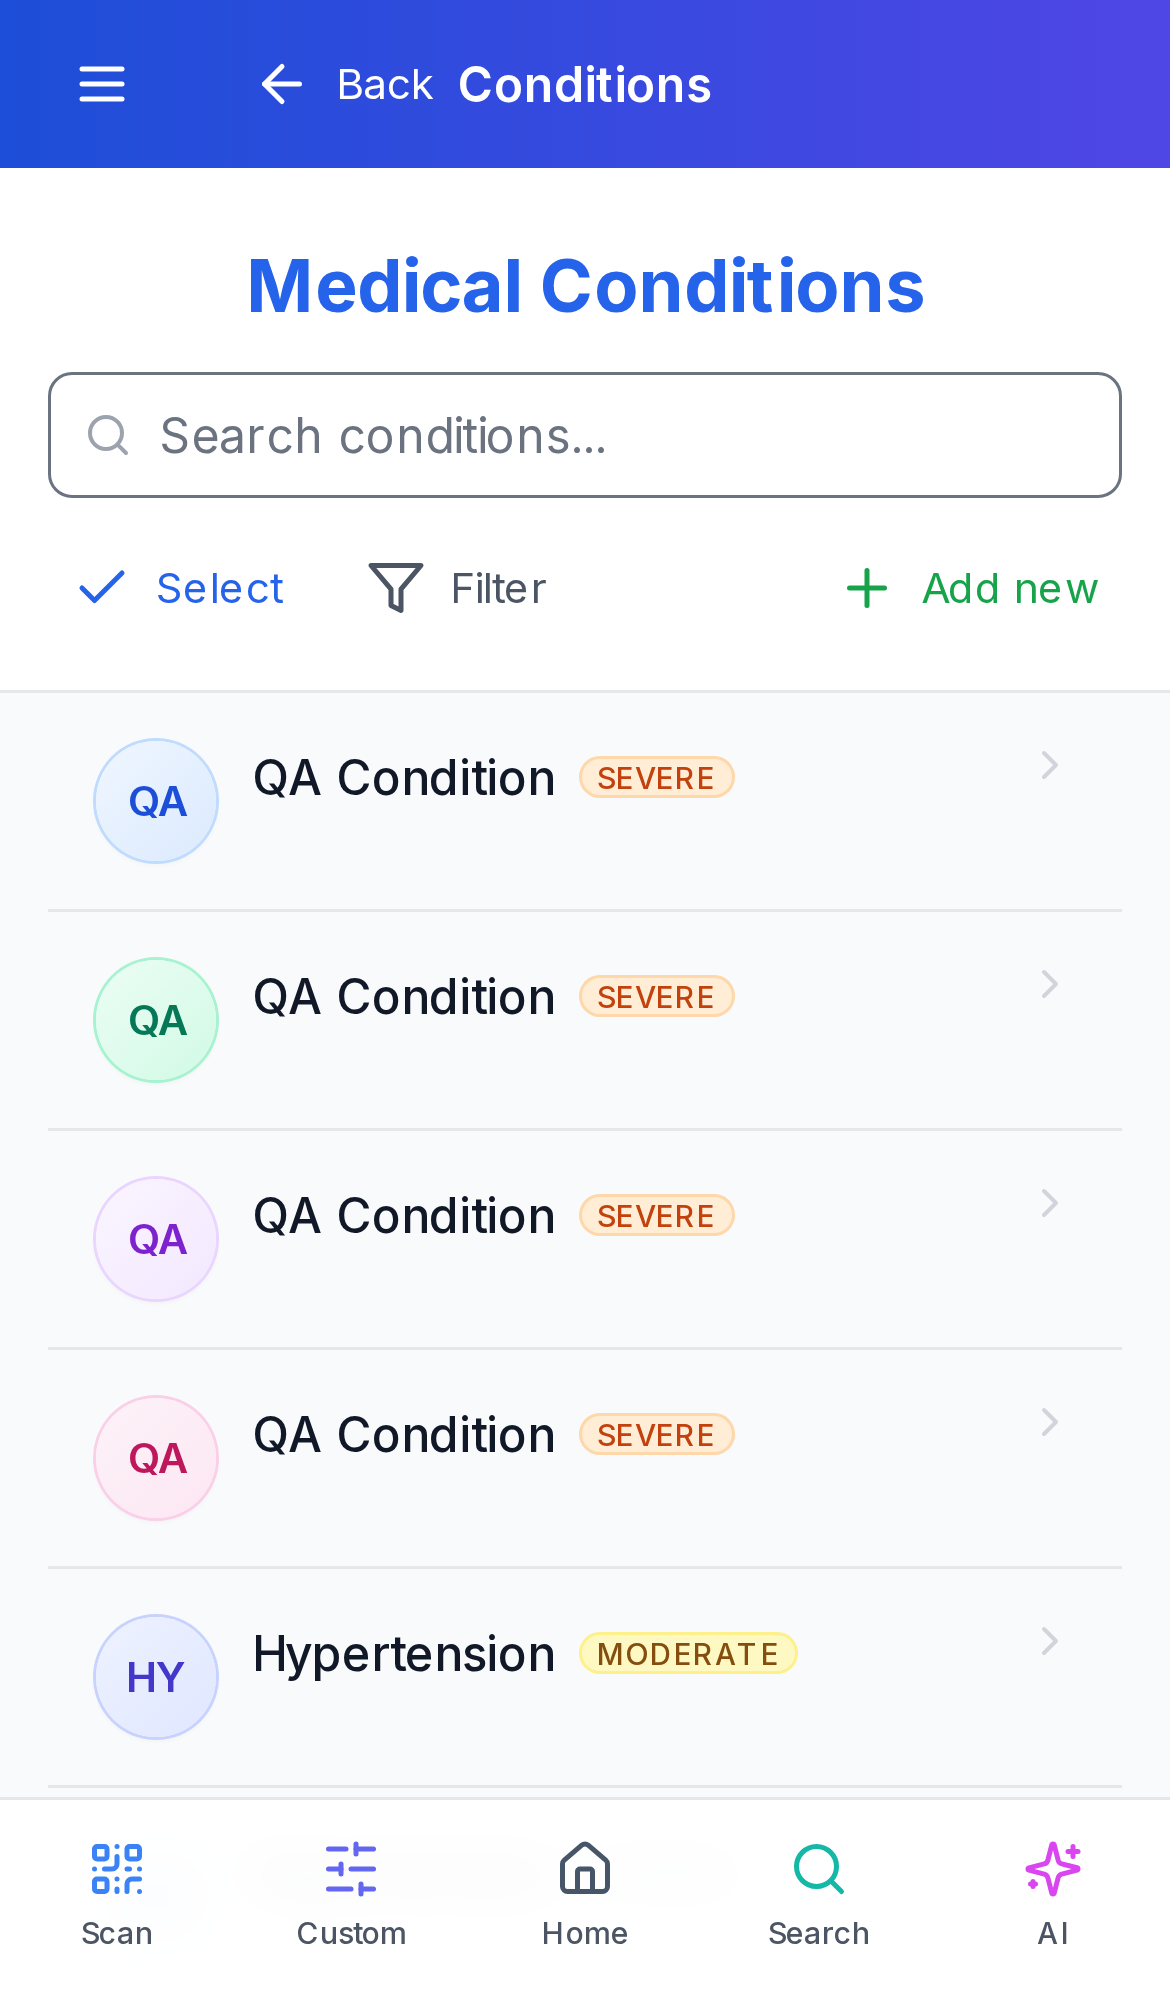 Back Conditions
Medical Conditions
Search conditions...
Select Filter Add new
QA QA Condition SEVERE
QA QA Condition SEVERE
QA QA Condition SEVERE
QA QA Condition SEVERE
HY Hypertension MODERATE
Scan Custom Home Search AI